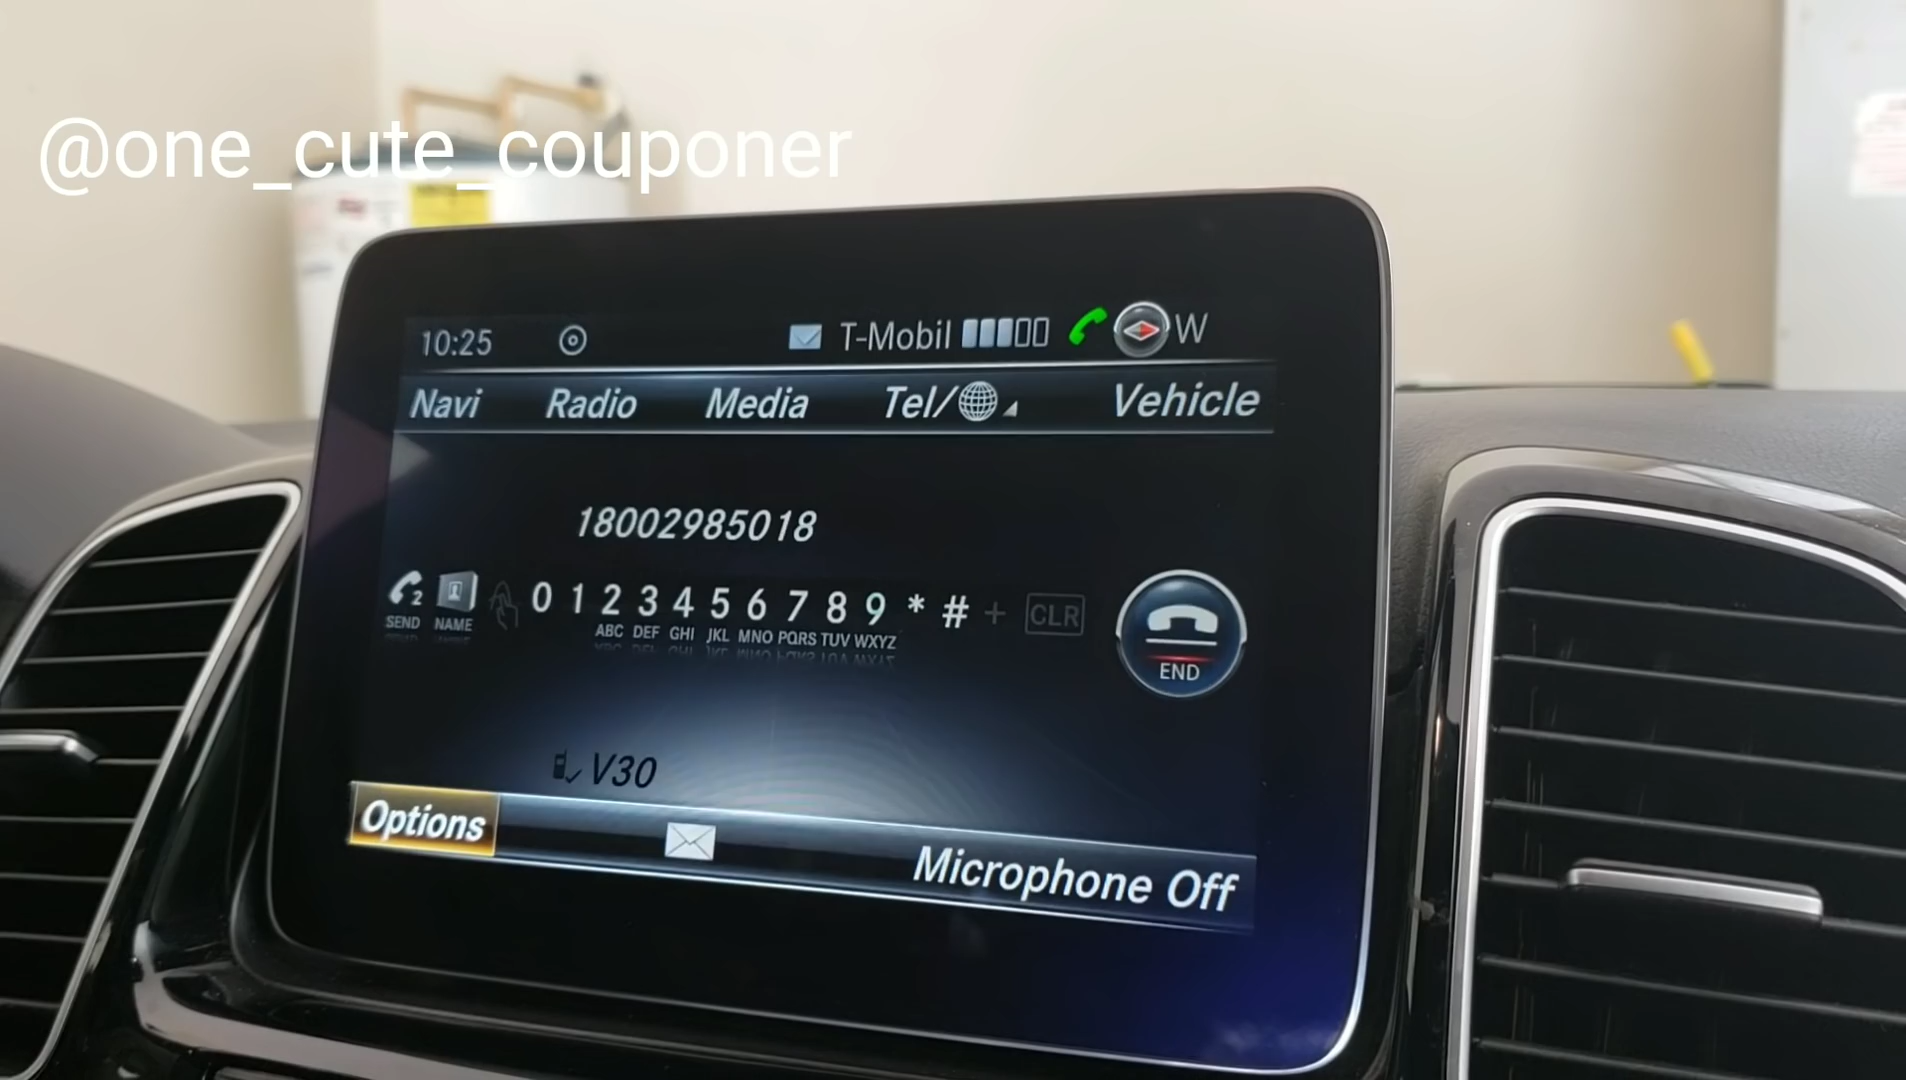 @one_cute_couponer
10:25 T-Mobil W
Navi Radio Media Tel/ Vehicle
18002985018
0 1 2 3 4 5 6 7 8 9 * # + CLR
2
SEND NAME ABC DEF GHI JKL MNO PQRS TUV WXYZ
END
V30
Options Microphone Off